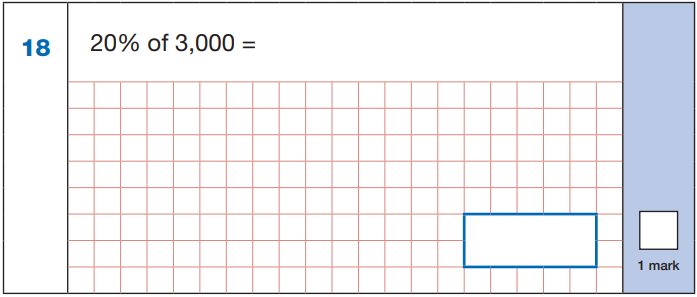 18
20% of 3,000 =
1 mark